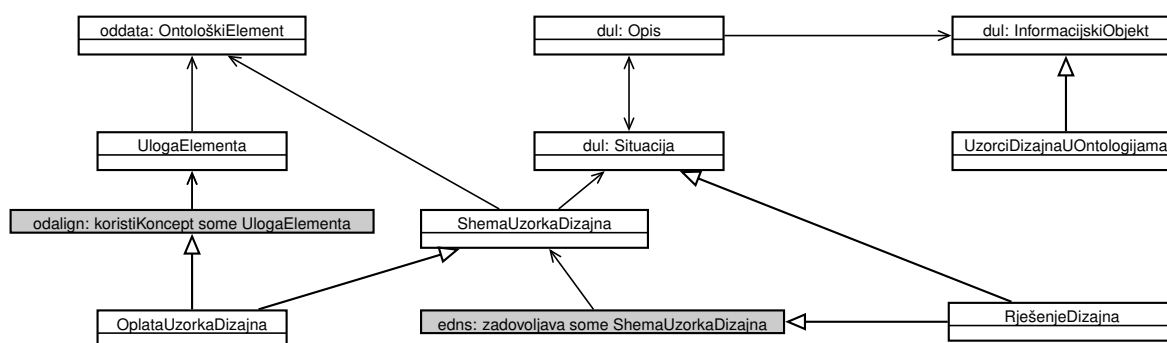 oddata: OntološkiElement
dul: Opis
dul: InformacijskiObjekt
UlogaElementa
dul: Situacija
UzorciDizajnaUOntologijama
odalign: koristiKoncept some UlogaElementa
ShemaUzorkaDizajna
OplataUzorkaDizajna
edns: zadovoljava some ShemaUzorkaDizajna
RješenjeDizajna